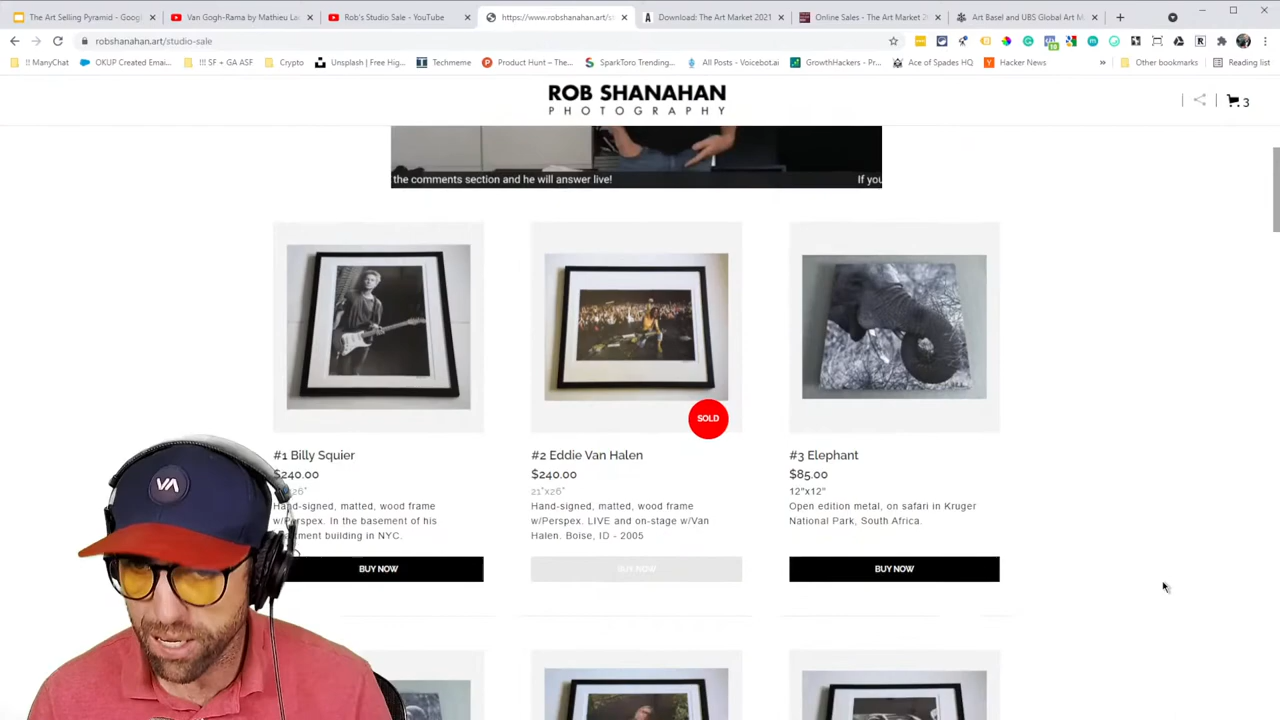 The Art Selling Pyramid - Googl
Van Gogh-Rama by Mathieu La
Rob's Studio Sale - YouTube
https://www.robshanahan.art/s
Download: The Art Market 2021
Online Sales - The Art Market 2
Art Basel and UBS Global Art M
robshanahan.art/studio-sale
!! ManyChat
OKUP Created Emai...
!!! SF + GA ASF
Crypto
Unsplash | Free Hig...
Techmeme
Product Hunt – The...
SparkToro Trending...
All Posts - Voicebot.ai
GrowthHackers - Pr...
Ace of Spades HQ
Hacker News
»
Other bookmarks
Reading list
ROB SHANAHAN
PHOTOGRAPHY
3
the comments section and he will answer live! If you
SOLD
#1 Billy Squier
$240.00
Hand-signed, matted, wood frame
w/Perspex. In the basement of his
building in NYC.
BUY NOW
#2 Eddie Van Halen
$240.00
21"x26"
Hand-signed, matted, wood frame
w/Perspex. LIVE and on-stage w/Van
Halen. Boise, ID - 2005
BUY NOW
#3 Elephant
$85.00
12"x12"
Open edition metal, on safari in Kruger
National Park, South Africa.
BUY NOW
VA